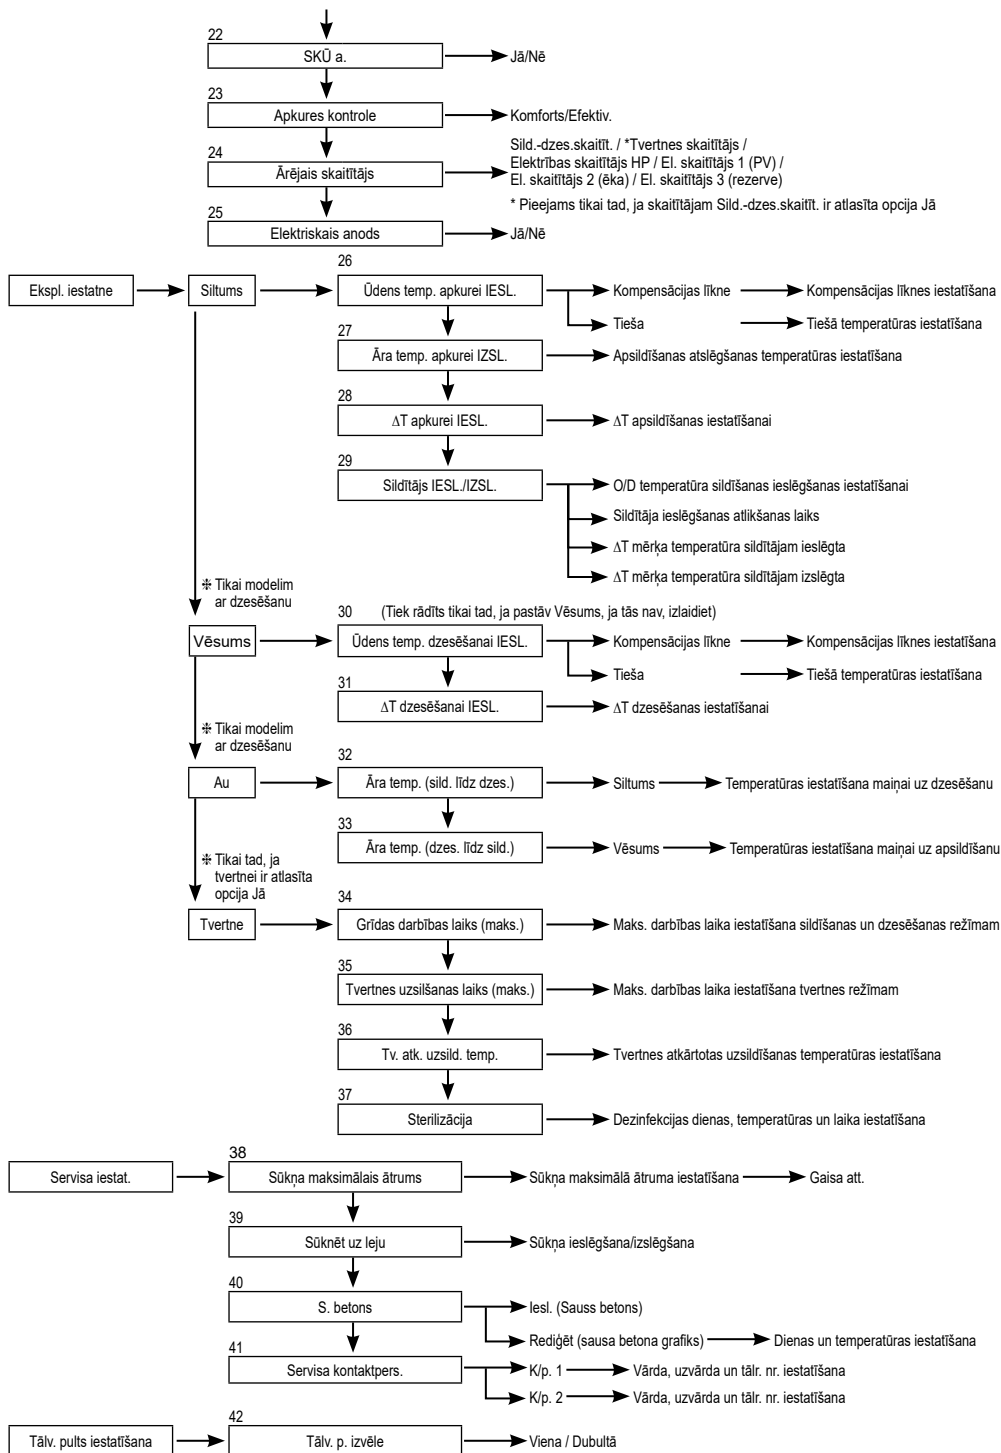 22
SKŪ a.
Jā/Nē
23
Apkures kontrole
Komforts/Efektiv.
24
Ārējais skaitītājs
Sild.-dzes.skaitīt. / *Tvertnes skaitītājs /
Elektrības skaitītājs HP / El. skaitītājs 1 (PV) /
El. skaitītājs 2 (ēka) / El. skaitītājs 3 (rezerve)
* Pieejams tikai tad, ja skaitītājam Sild.-dzes.skaitīt. ir atlasīta opcija Jā
25
Elektriskais anods
Jā/Nē
Ekspl. iestatne
Siltums
26
Ūdens temp. apkurei IESL.
Kompensācijas līkne
Kompensācijas līknes iestatīšana
Tieša
Tiešā temperatūras iestatīšana
27
Āra temp. apkurei IZSL.
Apsildīšanas atslēgšanas temperatūras iestatīšana
28
∆T apkurei IESL.
∆T apsildīšanas iestatīšanai
29
Sildītājs IESL./IZSL.
O/D temperatūra sildīšanas ieslēgšanas iestatīšanai
Sildītāja ieslēgšanas atlikšanas laiks
∆T mērķa temperatūra sildītājam ieslēgta
∆T mērķa temperatūra sildītājam izslēgta
❉ Tikai modelim
ar dzesēšanu
Vēsums
30
(Tiek rādīts tikai tad, ja pastāv Vēsums, ja tās nav, izlaidiet)
Ūdens temp. dzesēšanai IESL.
Kompensācijas līkne
Kompensācijas līknes iestatīšana
Tieša
Tiešā temperatūras iestatīšana
31
∆T dzesēšanai IESL.
∆T dzesēšanas iestatīšanai
❉ Tikai modelim
ar dzesēšanu
Au
32
Āra temp. (sild. līdz dzes.)
Siltums
Temperatūras iestatīšana maiņai uz dzesēšanu
33
Āra temp. (dzes. līdz sild.)
Vēsums
Temperatūras iestatīšana maiņai uz apsildīšanu
❉ Tikai tad, ja
tvertnei ir atlasīta
opcija Jā
Tvertne
34
Grīdas darbības laiks (maks.)
Maks. darbības laika iestatīšana sildīšanas un dzesēšanas režīmam
35
Tvertnes uzsilšanas laiks (maks.)
Maks. darbības laika iestatīšana tvertnes režīmam
36
Tv. atk. uzsild. temp.
Tvertnes atkārtotas uzsildīšanas temperatūras iestatīšana
37
Sterilizācija
Dezinfekcijas dienas, temperatūras un laika iestatīšana
Servisa iestat.
38
Sūkņa maksimālais ātrums
Sūkņa maksimālā ātruma iestatīšana
Gaisa att.
39
Sūknēt uz leju
Sūkņa ieslēgšana/izslēgšana
40
S. betons
Iesl. (Sauss betons)
Rediģēt (sausa betona grafiks)
Dienas un temperatūras iestatīšana
41
Servisa kontaktpers.
K/p. 1
Vārda, uzvārda un tālr. nr. iestatīšana
K/p. 2
Vārda, uzvārda un tālr. nr. iestatīšana
Tālv. pults iestatīšana
42
Tālv. p. izvēle
Viena / Dubultā